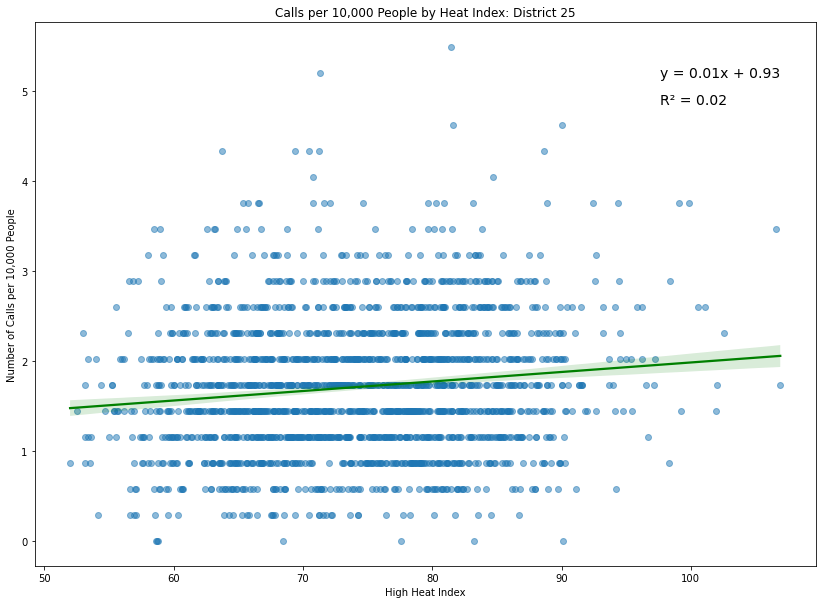 Calls per 10,000 People by Heat Index: District 25
y = 0.01x + 0.93
R² = 0.02
Number of Calls per 10,000 People
5
4
3
2
1
0
50 60 70 80 90 100
High Heat Index